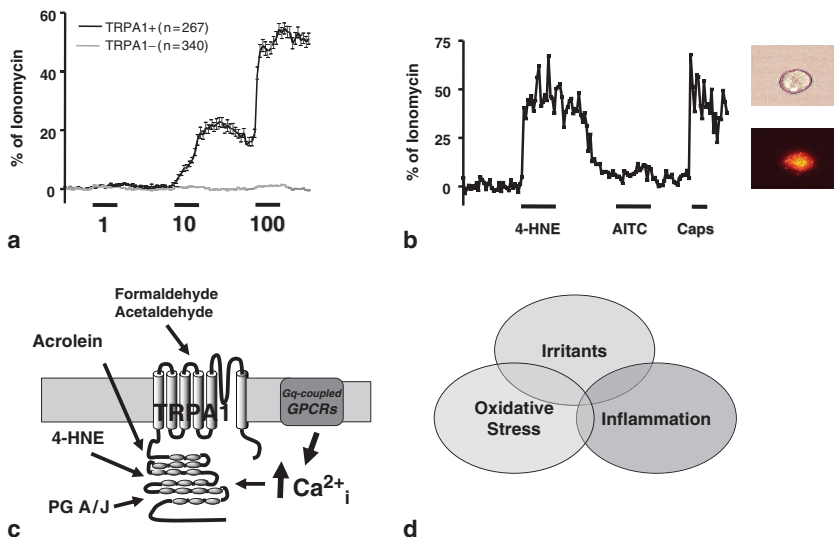 60
40
20
0
% of Ionomycin
TRPA1+(n=267)
TRPA1−(n=340)
1
10
100
a
75
50
25
0
% of Ionomycin
4-HNE
AITC
Caps
b
Formaldehyde
Acetaldehyde
Acrolein
TRPA1
Gq-coupled
GPCRs
4-HNE
PG A/J
Ca2+i
c
Irritants
Oxidative
Stress
Inflammation
d